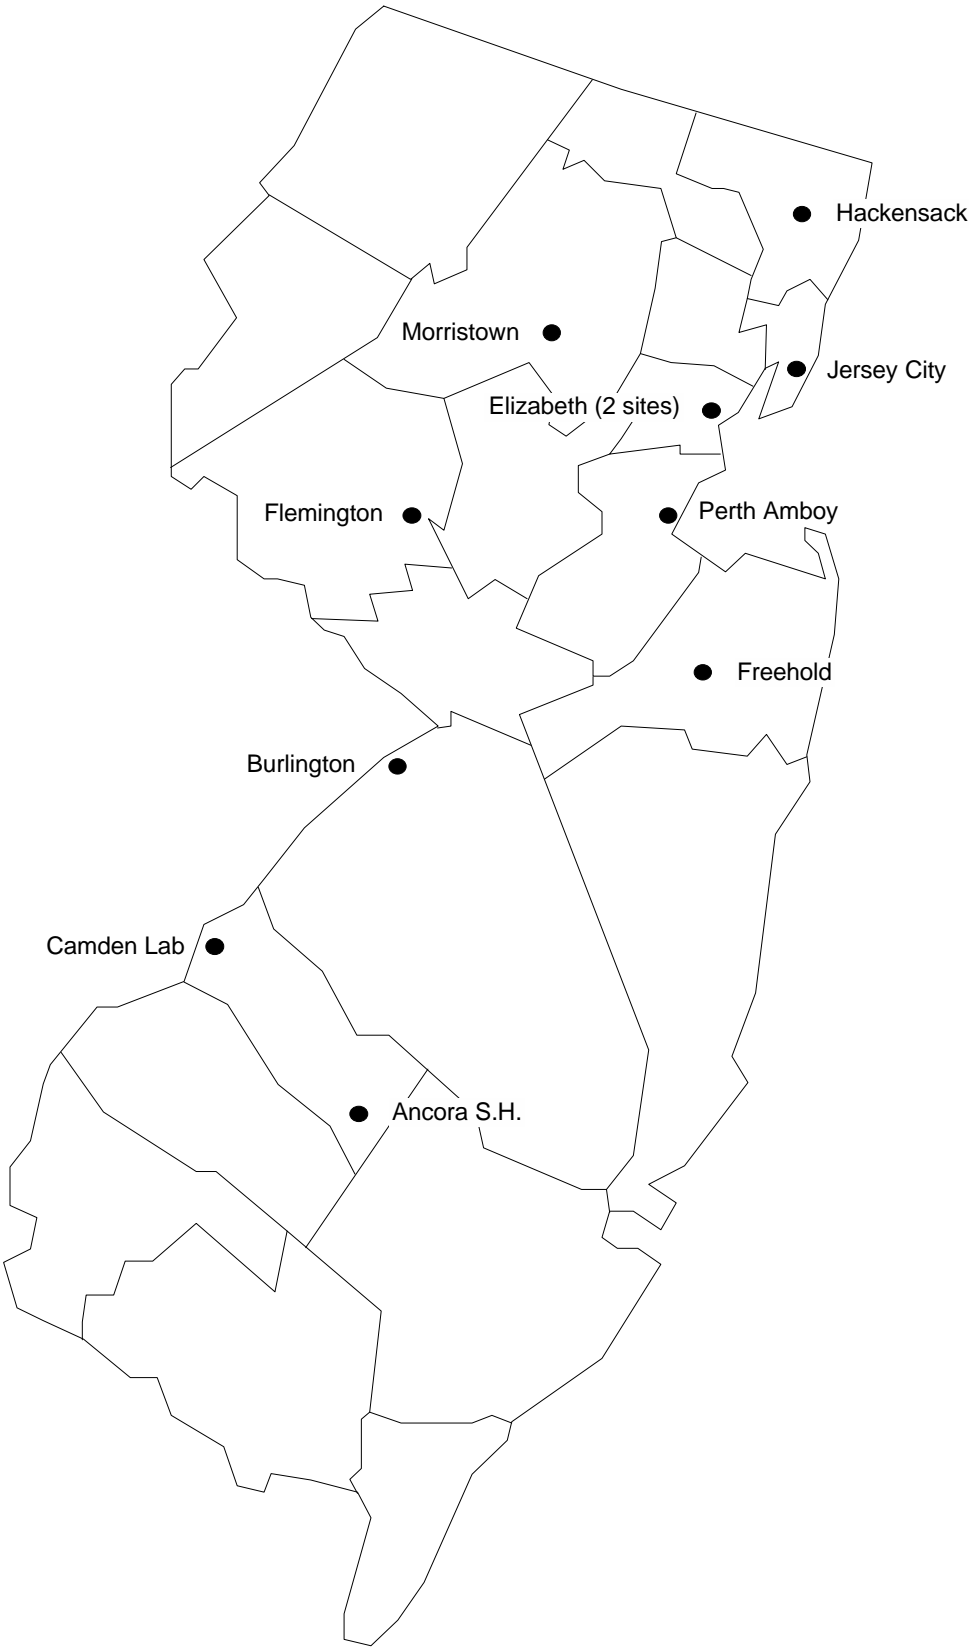 Hackensack
Morristown
Jersey City
Elizabeth (2 sites)
Flemington
Perth Amboy
Freehold
Burlington
Camden Lab
Ancora S.H.